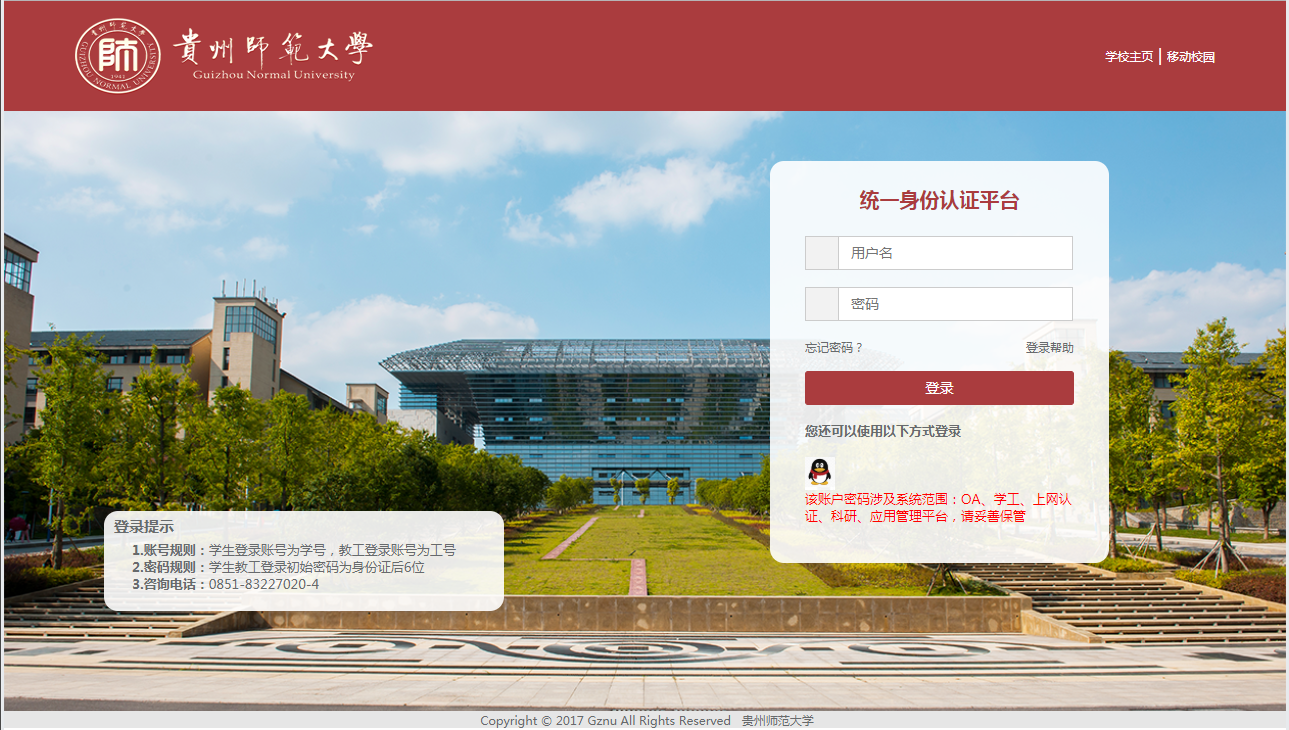 貴州師範大學
Guizhou Normal University
貴州師范大学
GUIZHOU NORMAL UNIVERSITY
師
1941
学校主页 | 移动校园
统一身份认证平台
用户名
密码
忘记密码？ 登录帮助
登录
您还可以使用以下方式登录
该账户密码涉及系统范围：OA、学工、上网认
证、科研、应用管理平台，请妥善保管
登录提示
1.账号规则：学生登录账号为学号，教工登录账号为工号
2.密码规则：学生教工登录初始密码为身份证后6位
3.咨询电话：0851-83227020-4
Copyright © 2017 Gznu All Rights Reserved 贵州师范大学